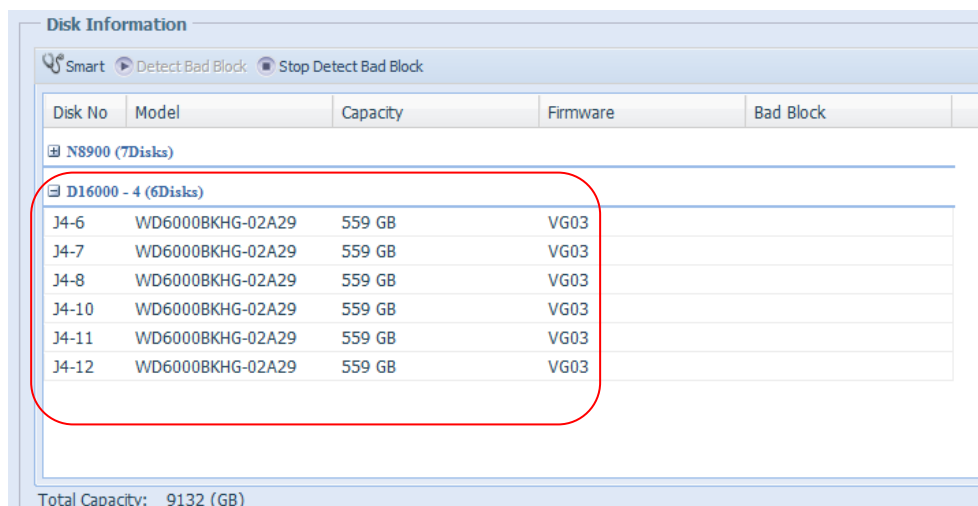 Disk Information
Smart Detect Bad Block Stop Detect Bad Block
Disk No Model Capacity Firmware Bad Block
N8900 (7Disks)
D16000 - 4 (6Disks)
J4-6 WD6000BKHG-02A29 559 GB VG03
J4-7 WD6000BKHG-02A29 559 GB VG03
J4-8 WD6000BKHG-02A29 559 GB VG03
J4-10 WD6000BKHG-02A29 559 GB VG03
J4-11 WD6000BKHG-02A29 559 GB VG03
J4-12 WD6000BKHG-02A29 559 GB VG03
Total Capacity: 9132 (GB)